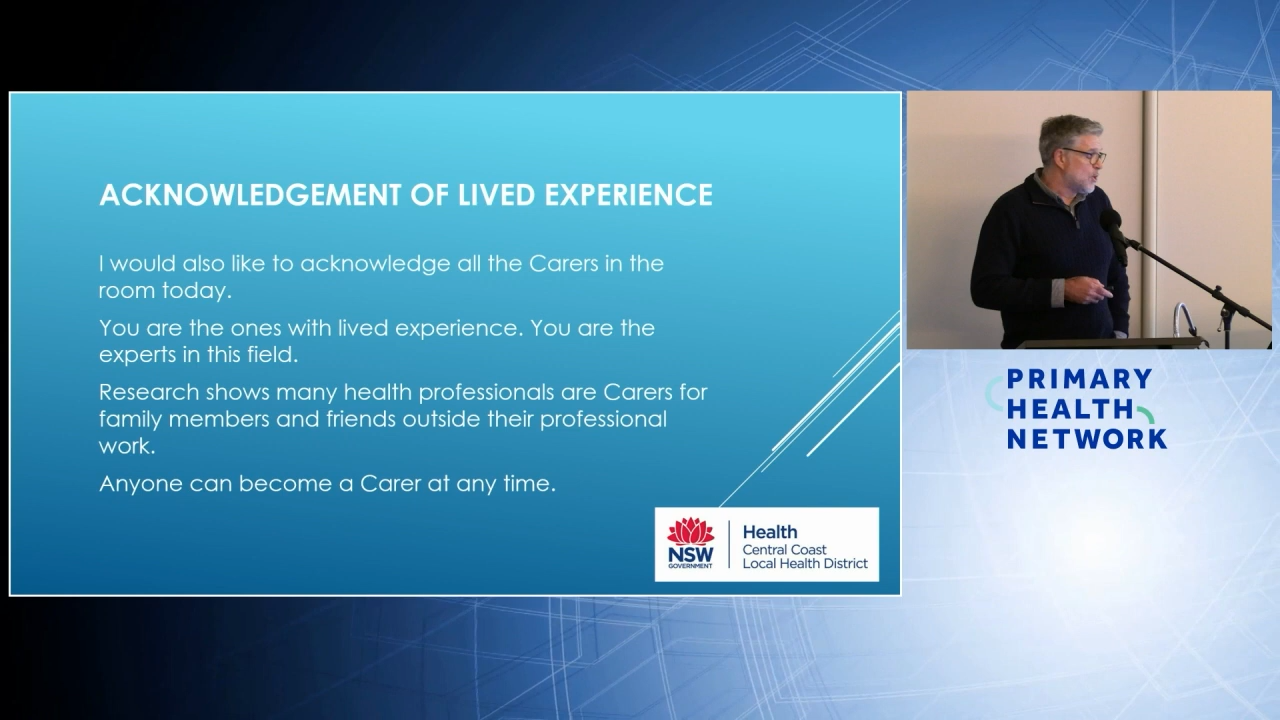 ACKNOWLEDGEMENT OF LIVED EXPERIENCE
I would also like to acknowledge all the Carers in the
room today.
You are the ones with lived experience. You are the
experts in this field.
Research shows many health professionals are Carers for
family members and friends outside their professional
work.
Anyone can become a Carer at any time.
NSW
GOVERNMENT
Health
Central Coast
Local Health District
PRIMARY
HEALTH
NETWORK